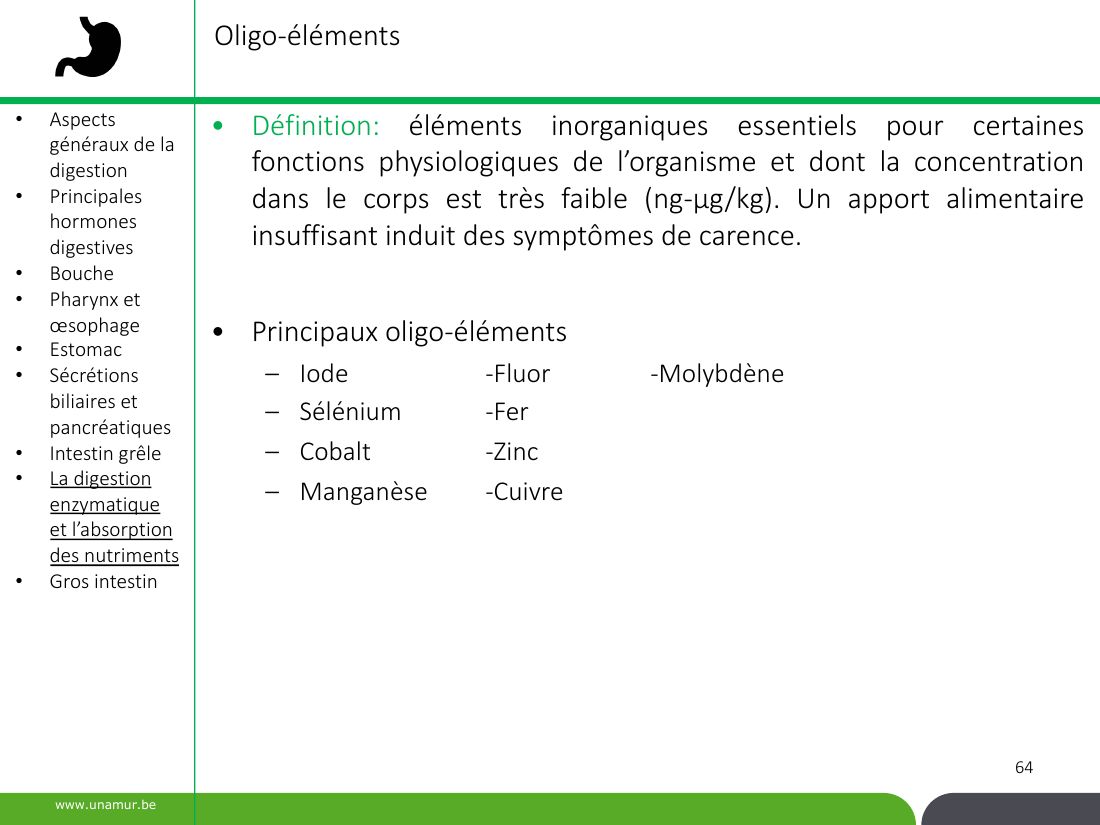 Oligo-éléments
• Aspects
généraux de la
digestion
• Principales
hormones
digestives
• Bouche
• Pharynx et
œsophage
• Estomac
• Sécrétions
biliaires et
pancréatiques
• Intestin grêle
• La digestion
enzymatique
et l’absorption
des nutriments
• Gros intestin
• Définition: éléments inorganiques essentiels pour certaines
fonctions physiologiques de l’organisme et dont la concentration
dans le corps est très faible (ng-µg/kg). Un apport alimentaire
insuffisant induit des symptômes de carence.
• Principaux oligo-éléments
– Iode -Fluor -Molybdène
– Sélénium -Fer
– Cobalt -Zinc
– Manganèse -Cuivre
64
www.unamur.be